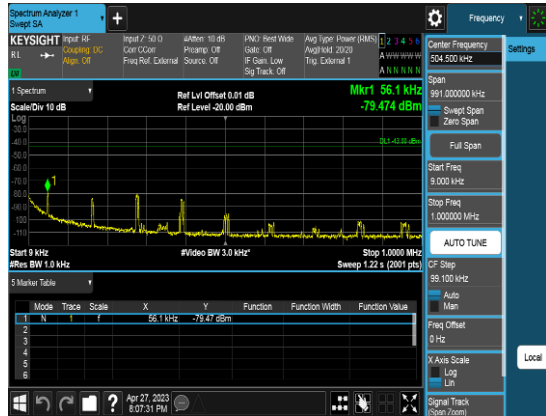 Spectrum Analyzer 1
Swept SA
+
Frequency
KEYSIGHT Input: RF Input Z: 50 Ω #Atten: 10 dB PNO: Best Wide Avg Type: Power (RMS) 1 2 3 4 5 6
RL Coupling: DC Corr CCorr Preamp: Off Gate: Off Avg|Hold: 20/20 A W W W W W
Align: Off Freq Ref: External Source: Off IF Gain: Low Trig: External 1
Sig Track: Off A N N N N N
LXI
1 Spectrum
Scale/Div 10 dB
Ref Lvl Offset 0.01 dB
Ref Level -20.00 dBm
Mkr1 56.1 kHz
-79.474 dBm
Log
-30.0
-40.0
DL1 -43.00 dBm
-50.0
-60.0
-70.0
1
-80.0
-90.0
-100
-110
Start 9 kHz #Video BW 3.0 kHz* Stop 1.0000 MHz
#Res BW 1.0 kHz Sweep 1.22 s (2001 pts)
5 Marker Table
Mode Trace Scale X Y Function Function Width Function Value
1 N 1 f 56.1 kHz -79.47 dBm
2
3
4
5
6
Apr 27, 2023
8:07:31 PM
Center Frequency
504.500 kHz
Settings
Span
991.000000 kHz
Swept Span
Zero Span
Full Span
Start Freq
9.000 kHz
Stop Freq
1.000000 MHz
AUTO TUNE
CF Step
99.100 kHz
Auto
Man
Freq Offset
0 Hz
Local
X Axis Scale
Log
Lin
Signal Track
(Span Zoom)